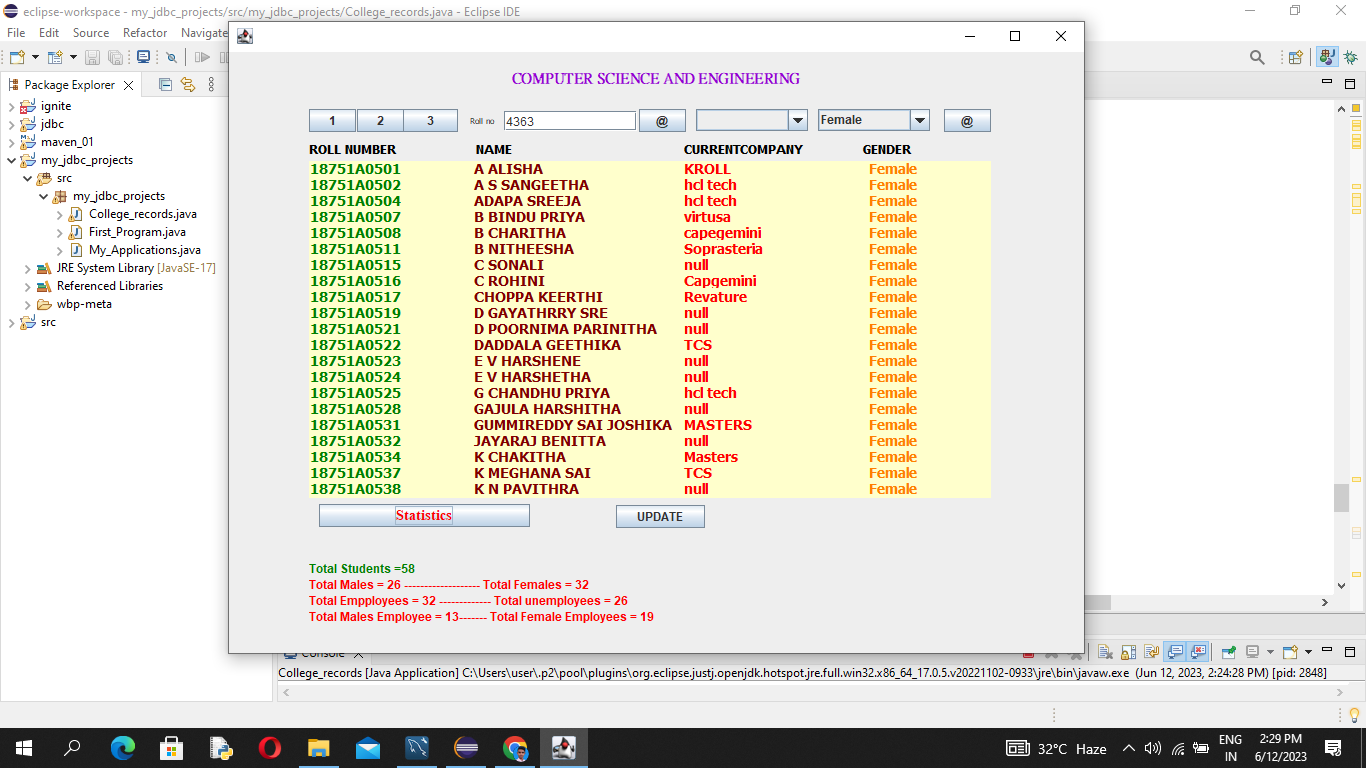 eclipse-workspace - my_jdbc_projects/src/my_jdbc_projects/College_records.java - Eclipse IDE
File Edit Source Refactor Navigate
Package Explorer
ignite
jdbc
maven_01
my_jdbc_projects
src
my_jdbc_projects
College_records.java
First_Program.java
My_Applications.java
JRE System Library [JavaSE-17]
Referenced Libraries
wbp-meta
src
COMPUTER SCIENCE AND ENGINEERING
1 2 3 Roll no 4363 @ Female @
ROLL NUMBER NAME CURRENTCOMPANY GENDER
18751A0501 A ALISHA KROLL Female
18751A0502 A S SANGEETHA hcl tech Female
18751A0504 ADAPA SREEJA hcl tech Female
18751A0507 B BINDU PRIYA virtusa Female
18751A0508 B CHARITHA capegemini Female
18751A0511 B NITHEESHA Soprasteria Female
18751A0515 C SONALI null Female
18751A0516 C ROHINI Capgemini Female
18751A0517 CHOPPA KEERTHI Revature Female
18751A0519 D GAYATHRRY SRE null Female
18751A0521 D POORNIMA PARINITHA null Female
18751A0522 DADDALA GEETHIKA TCS Female
18751A0523 E V HARSHENE null Female
18751A0524 E V HARSHETHA null Female
18751A0525 G CHANDHU PRIYA hcl tech Female
18751A0528 GAJULA HARSHITHA null Female
18751A0531 GUMMIREDDY SAI JOSHIKA MASTERS Female
18751A0532 JAYARAJ BENITTA null Female
18751A0534 K CHAKITHA Masters Female
18751A0537 K MEGHANA SAI TCS Female
18751A0538 K N PAVITHRA null Female
Statistics UPDATE
Total Students =58
Total Males = 26 ------------------- Total Females = 32
Total Empployees = 32 ------------- Total unemployees = 26
Total Males Employee = 13------- Total Female Employees = 19
Console
College_records [Java Application] C:\Users\user\.p2\pool\plugins\org.eclipse.justj.openjdk.hotspot.jre.full.win32.x86_64_17.0.5.v20221102-0933\jre\bin\javaw.exe (Jun 12, 2023, 2:24:28 PM) [pid: 2848]
32°C Haze
ENG
IN
2:29 PM
6/12/2023